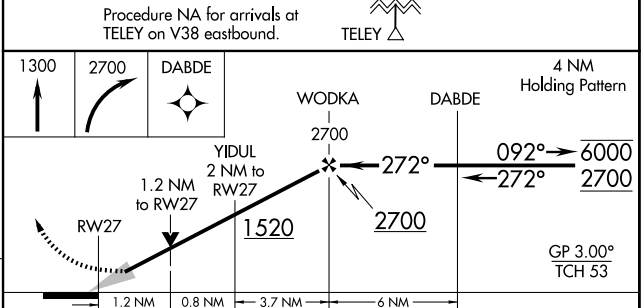 Procedure NA for arrivals at
TELEY on V38 eastbound.
TELEY
1300
2700
DABDE
4 NM
Holding Pattern
WODKA
2700
DABDE
272°
092°
6000
272°
2700
2700
YIDUL
2 NM to
RW27
1520
1.2 NM
to RW27
RW27
GP 3.00°
TCH 53
1.2 NM
0.8 NM
3.7 NM
6 NM